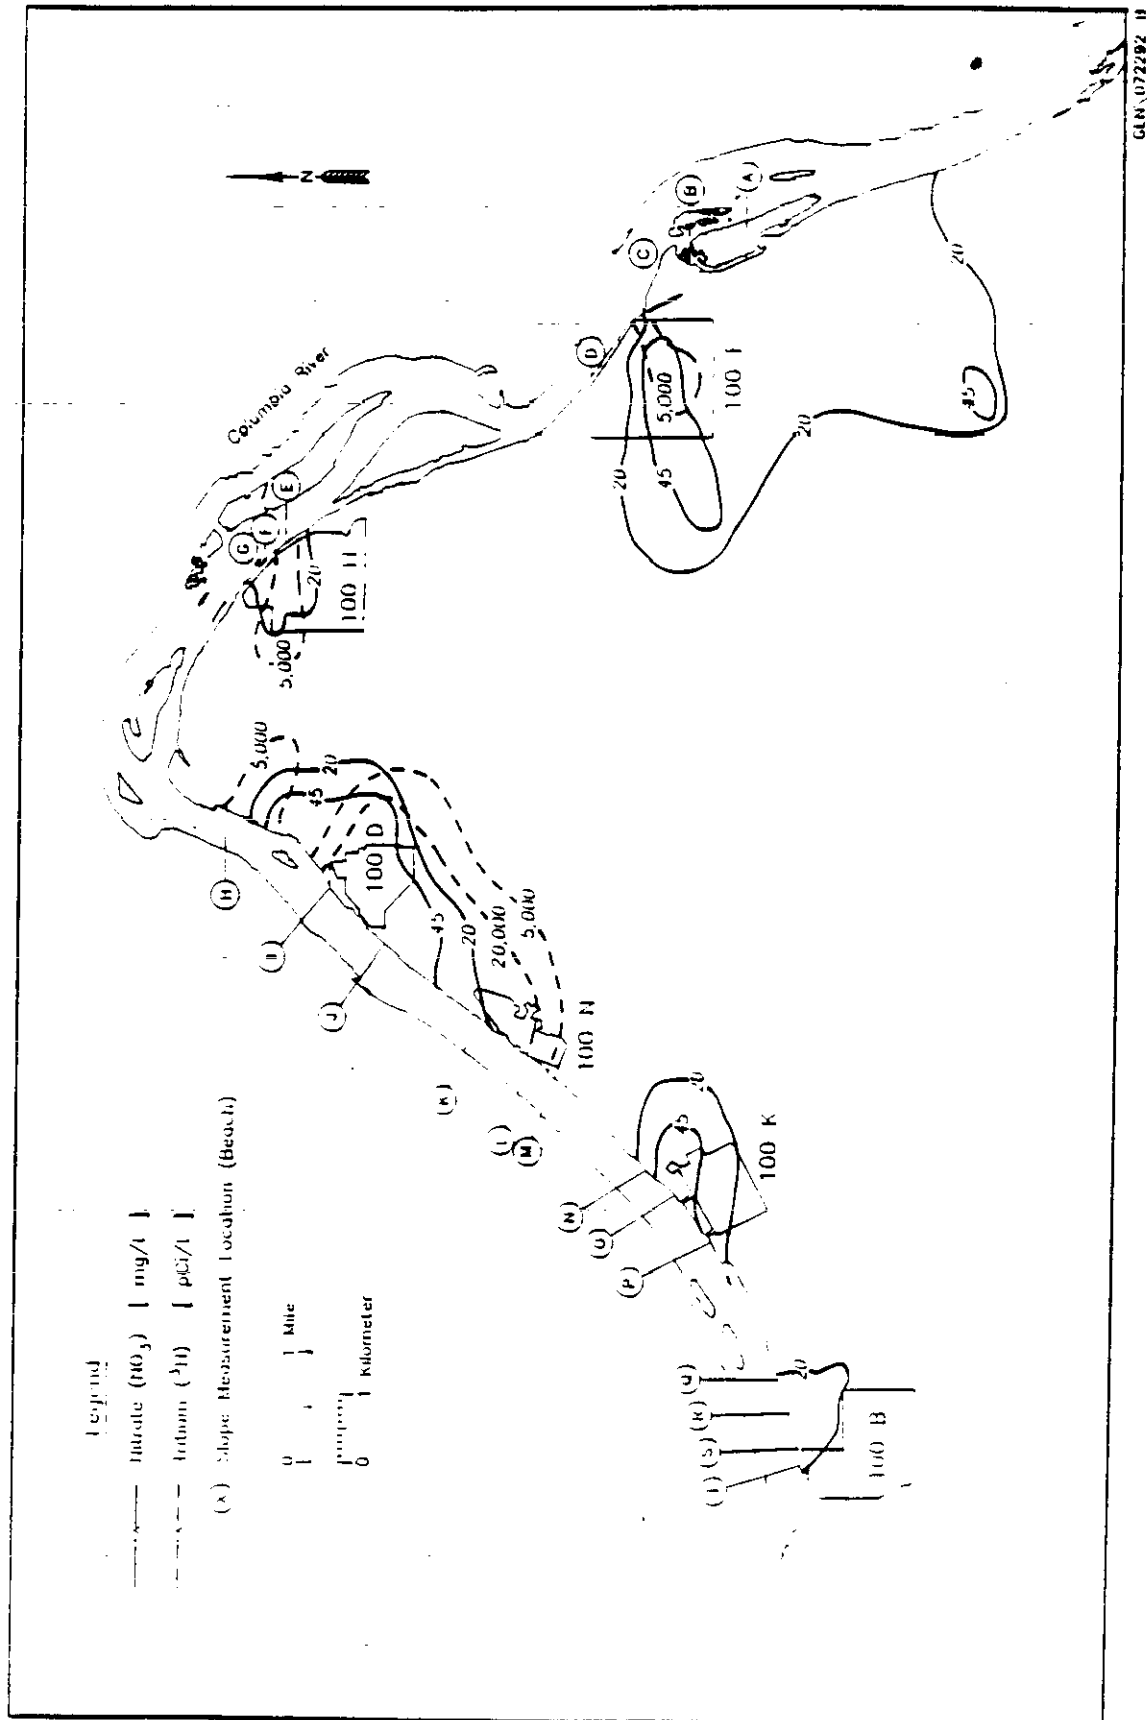 Legend
Nitrate (NO3) [ mg/l ]
Tritium (3H) [ pCi/l ]
(X) Slope Measurement Location (Beach)
0 1 Mile
0 1 Kilometer
N
Columbia River
A
B
C
D
E
F
G
H
J
K
M
N
O
P
Q
R
S
100 B
20
100 K
20
45
100 N
20,000
5,000
20
45
100 D
45
20
5,000
100 H
5,000
20
100 F
5,000
20
45
20
45
20
GEN\072292-H